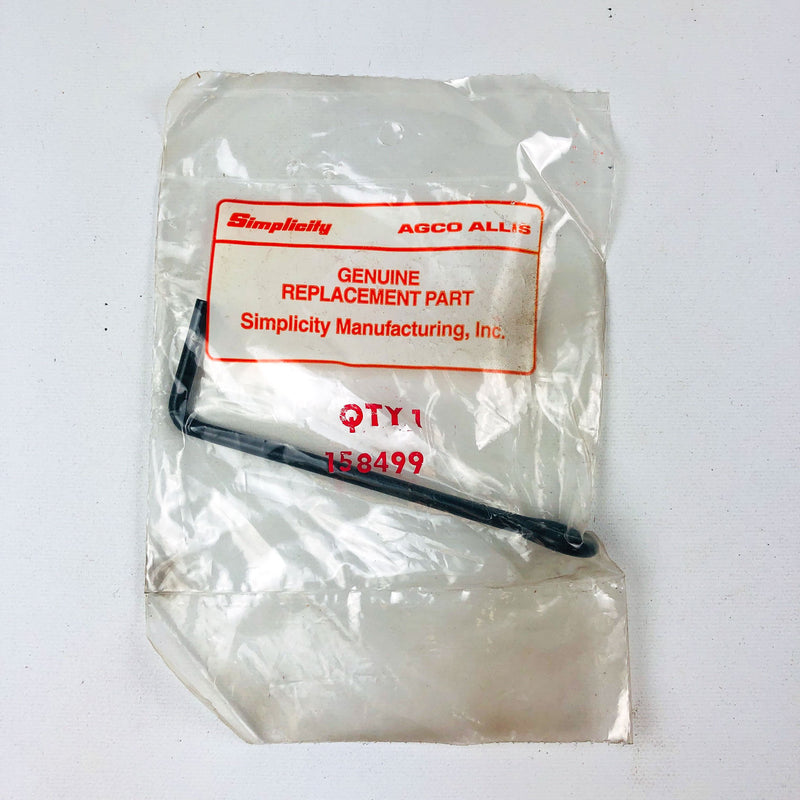 Simplicity AGCO ALLIS
GENUINE
REPLACEMENT PART
Simplicity Manufacturing, Inc.
QTY 1
158499